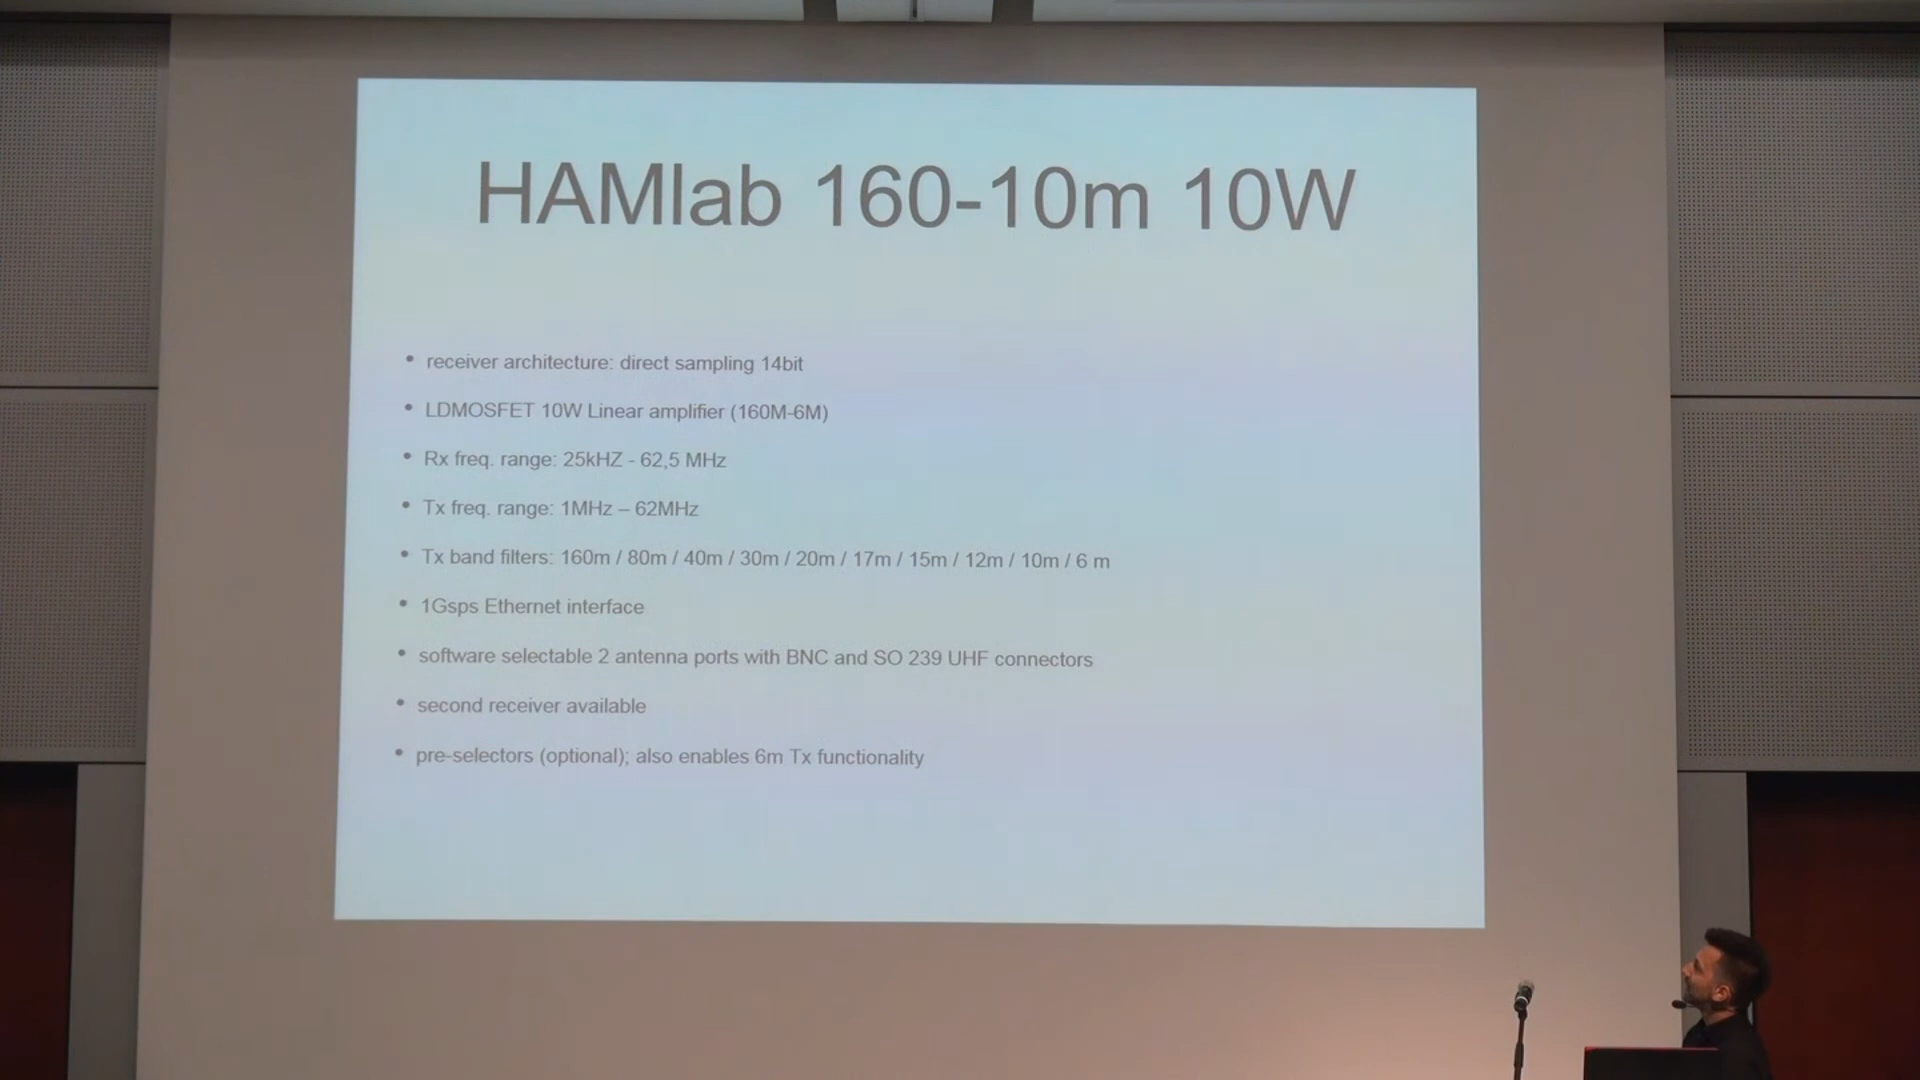 HAMlab 160-10m 10W
• receiver architecture: direct sampling 14bit
• LDMOSFET 10W Linear amplifier (160M-6M)
• Rx freq. range: 25kHZ - 62,5 MHz
• Tx freq. range: 1MHz – 62MHz
• Tx band filters: 160m / 80m / 40m / 30m / 20m / 17m / 15m / 12m / 10m / 6 m
• 1Gsps Ethernet interface
• software selectable 2 antenna ports with BNC and SO 239 UHF connectors
• second receiver available
• pre-selectors (optional); also enables 6m Tx functionality